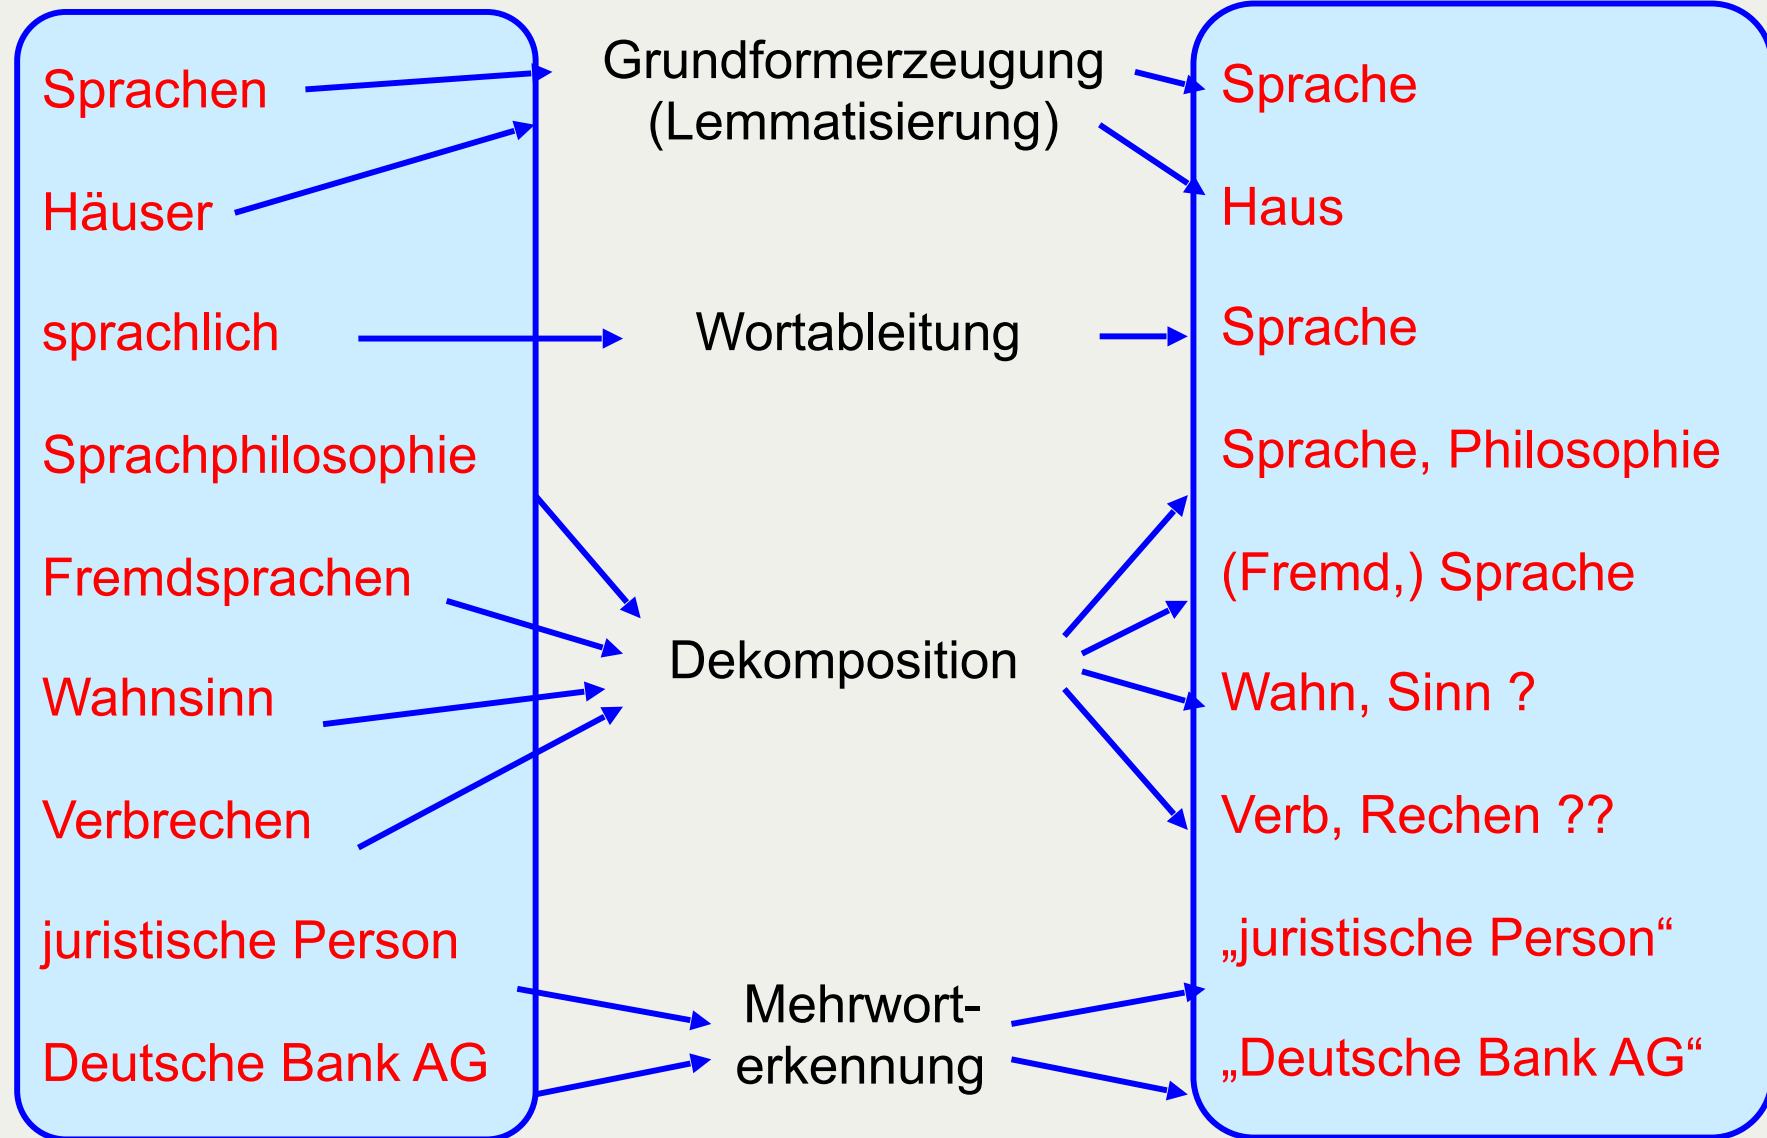 Sprachen
Häuser
sprachlich
Sprachphilosophie
Fremdsprachen
Wahnsinn
Verbrechen
juristische Person
Deutsche Bank AG
Grundformerzeugung
(Lemmatisierung)
Wortableitung
Dekomposition
Mehrwort-
erkennung
Sprache
Haus
Sprache
Sprache, Philosophie
(Fremd,) Sprache
Wahn, Sinn ?
Verb, Rechen ??
„juristische Person“
„Deutsche Bank AG“